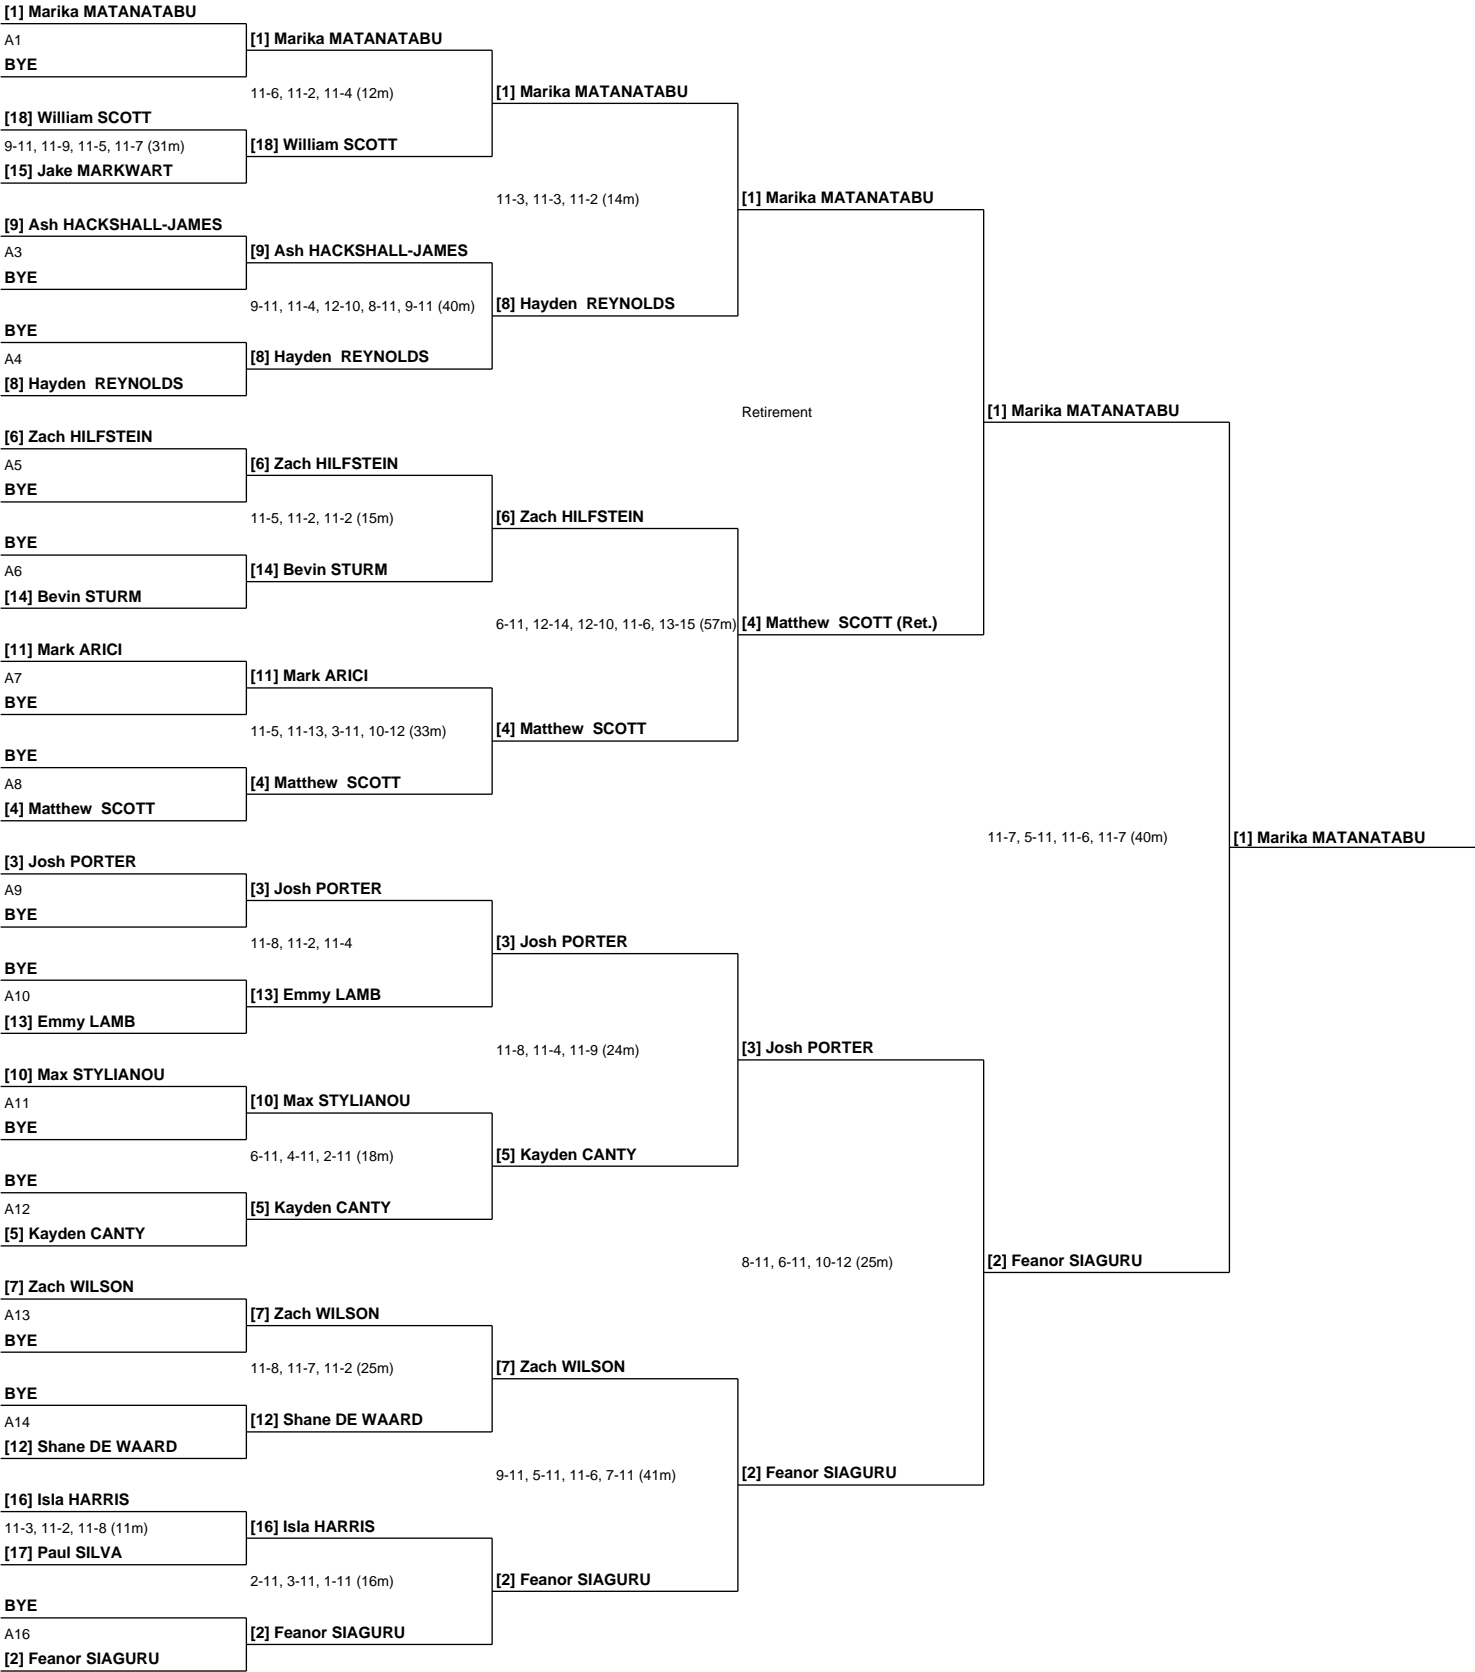 [1] Marika MATANATABU
A1
BYE
[18] William SCOTT
9-11, 11-9, 11-5, 11-7 (31m)
[15] Jake MARKWART
[9] Ash HACKSHALL-JAMES
A3
BYE
BYE
A4
[8] Hayden  REYNOLDS
[6] Zach HILFSTEIN
A5
BYE
BYE
A6
[14] Bevin STURM
[11] Mark ARICI
A7
BYE
BYE
A8
[4] Matthew  SCOTT
[3] Josh PORTER
A9
BYE
BYE
A10
[13] Emmy LAMB
[10] Max STYLIANOU
A11
BYE
BYE
A12
[5] Kayden CANTY
[7] Zach WILSON
A13
BYE
BYE
A14
[12] Shane DE WAARD
[16] Isla HARRIS
11-3, 11-2, 11-8 (11m)
[17] Paul SILVA
BYE
A16
[2] Feanor SIAGURU
[1] Marika MATANATABU
11-6, 11-2, 11-4 (12m)
[18] William SCOTT
[9] Ash HACKSHALL-JAMES
9-11, 11-4, 12-10, 8-11, 9-11 (40m)
[8] Hayden  REYNOLDS
[6] Zach HILFSTEIN
11-5, 11-2, 11-2 (15m)
[14] Bevin STURM
[11] Mark ARICI
11-5, 11-13, 3-11, 10-12 (33m)
[4] Matthew  SCOTT
[3] Josh PORTER
11-8, 11-2, 11-4
[13] Emmy LAMB
[10] Max STYLIANOU
6-11, 4-11, 2-11 (18m)
[5] Kayden CANTY
[7] Zach WILSON
11-8, 11-7, 11-2 (25m)
[12] Shane DE WAARD
[16] Isla HARRIS
2-11, 3-11, 1-11 (16m)
[2] Feanor SIAGURU
[1] Marika MATANATABU
11-3, 11-3, 11-2 (14m)
[8] Hayden  REYNOLDS
[6] Zach HILFSTEIN
6-11, 12-14, 12-10, 11-6, 13-15 (57m)
[4] Matthew  SCOTT
[3] Josh PORTER
11-8, 11-4, 11-9 (24m)
[5] Kayden CANTY
[7] Zach WILSON
9-11, 5-11, 11-6, 7-11 (41m)
[2] Feanor SIAGURU
[1] Marika MATANATABU
Retirement
[4] Matthew  SCOTT (Ret.)
[3] Josh PORTER
8-11, 6-11, 10-12 (25m)
[2] Feanor SIAGURU
[1] Marika MATANATABU
11-7, 5-11, 11-6, 11-7 (40m)
[2] Feanor SIAGURU
[1] Marika MATANATABU